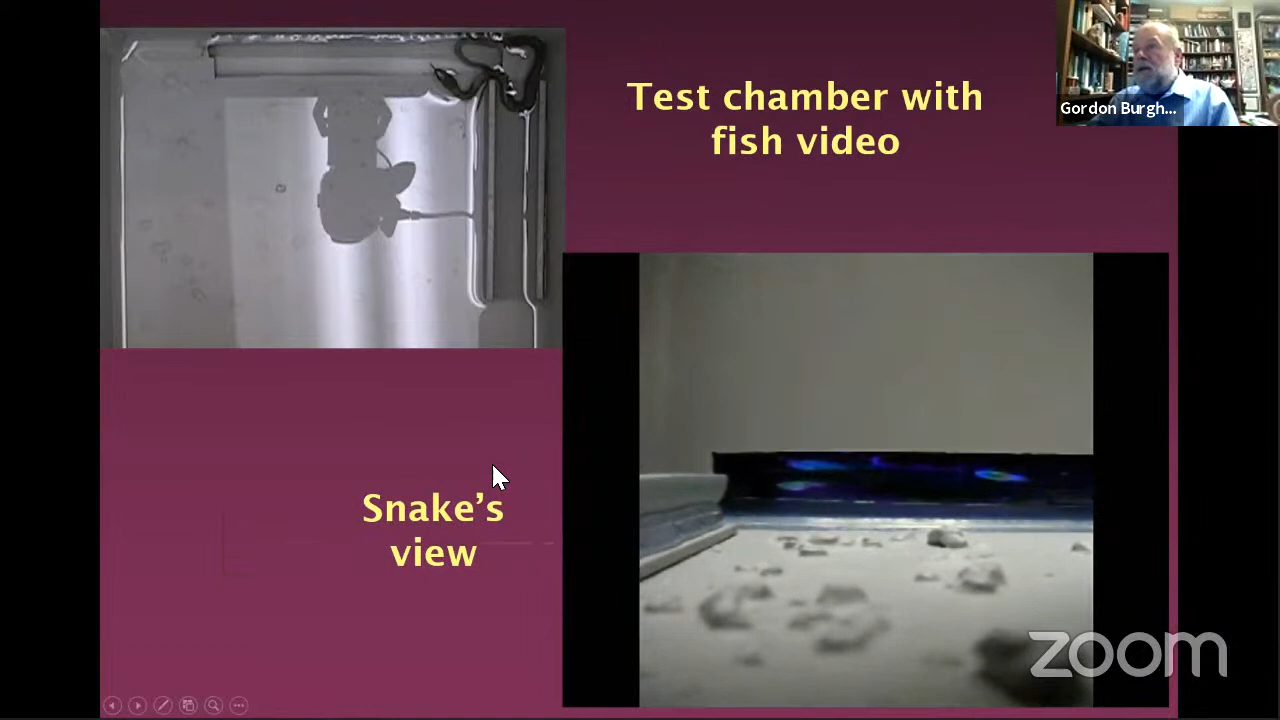 Test chamber with
fish video
Gordon Burgh...
Snake's
view
zoom